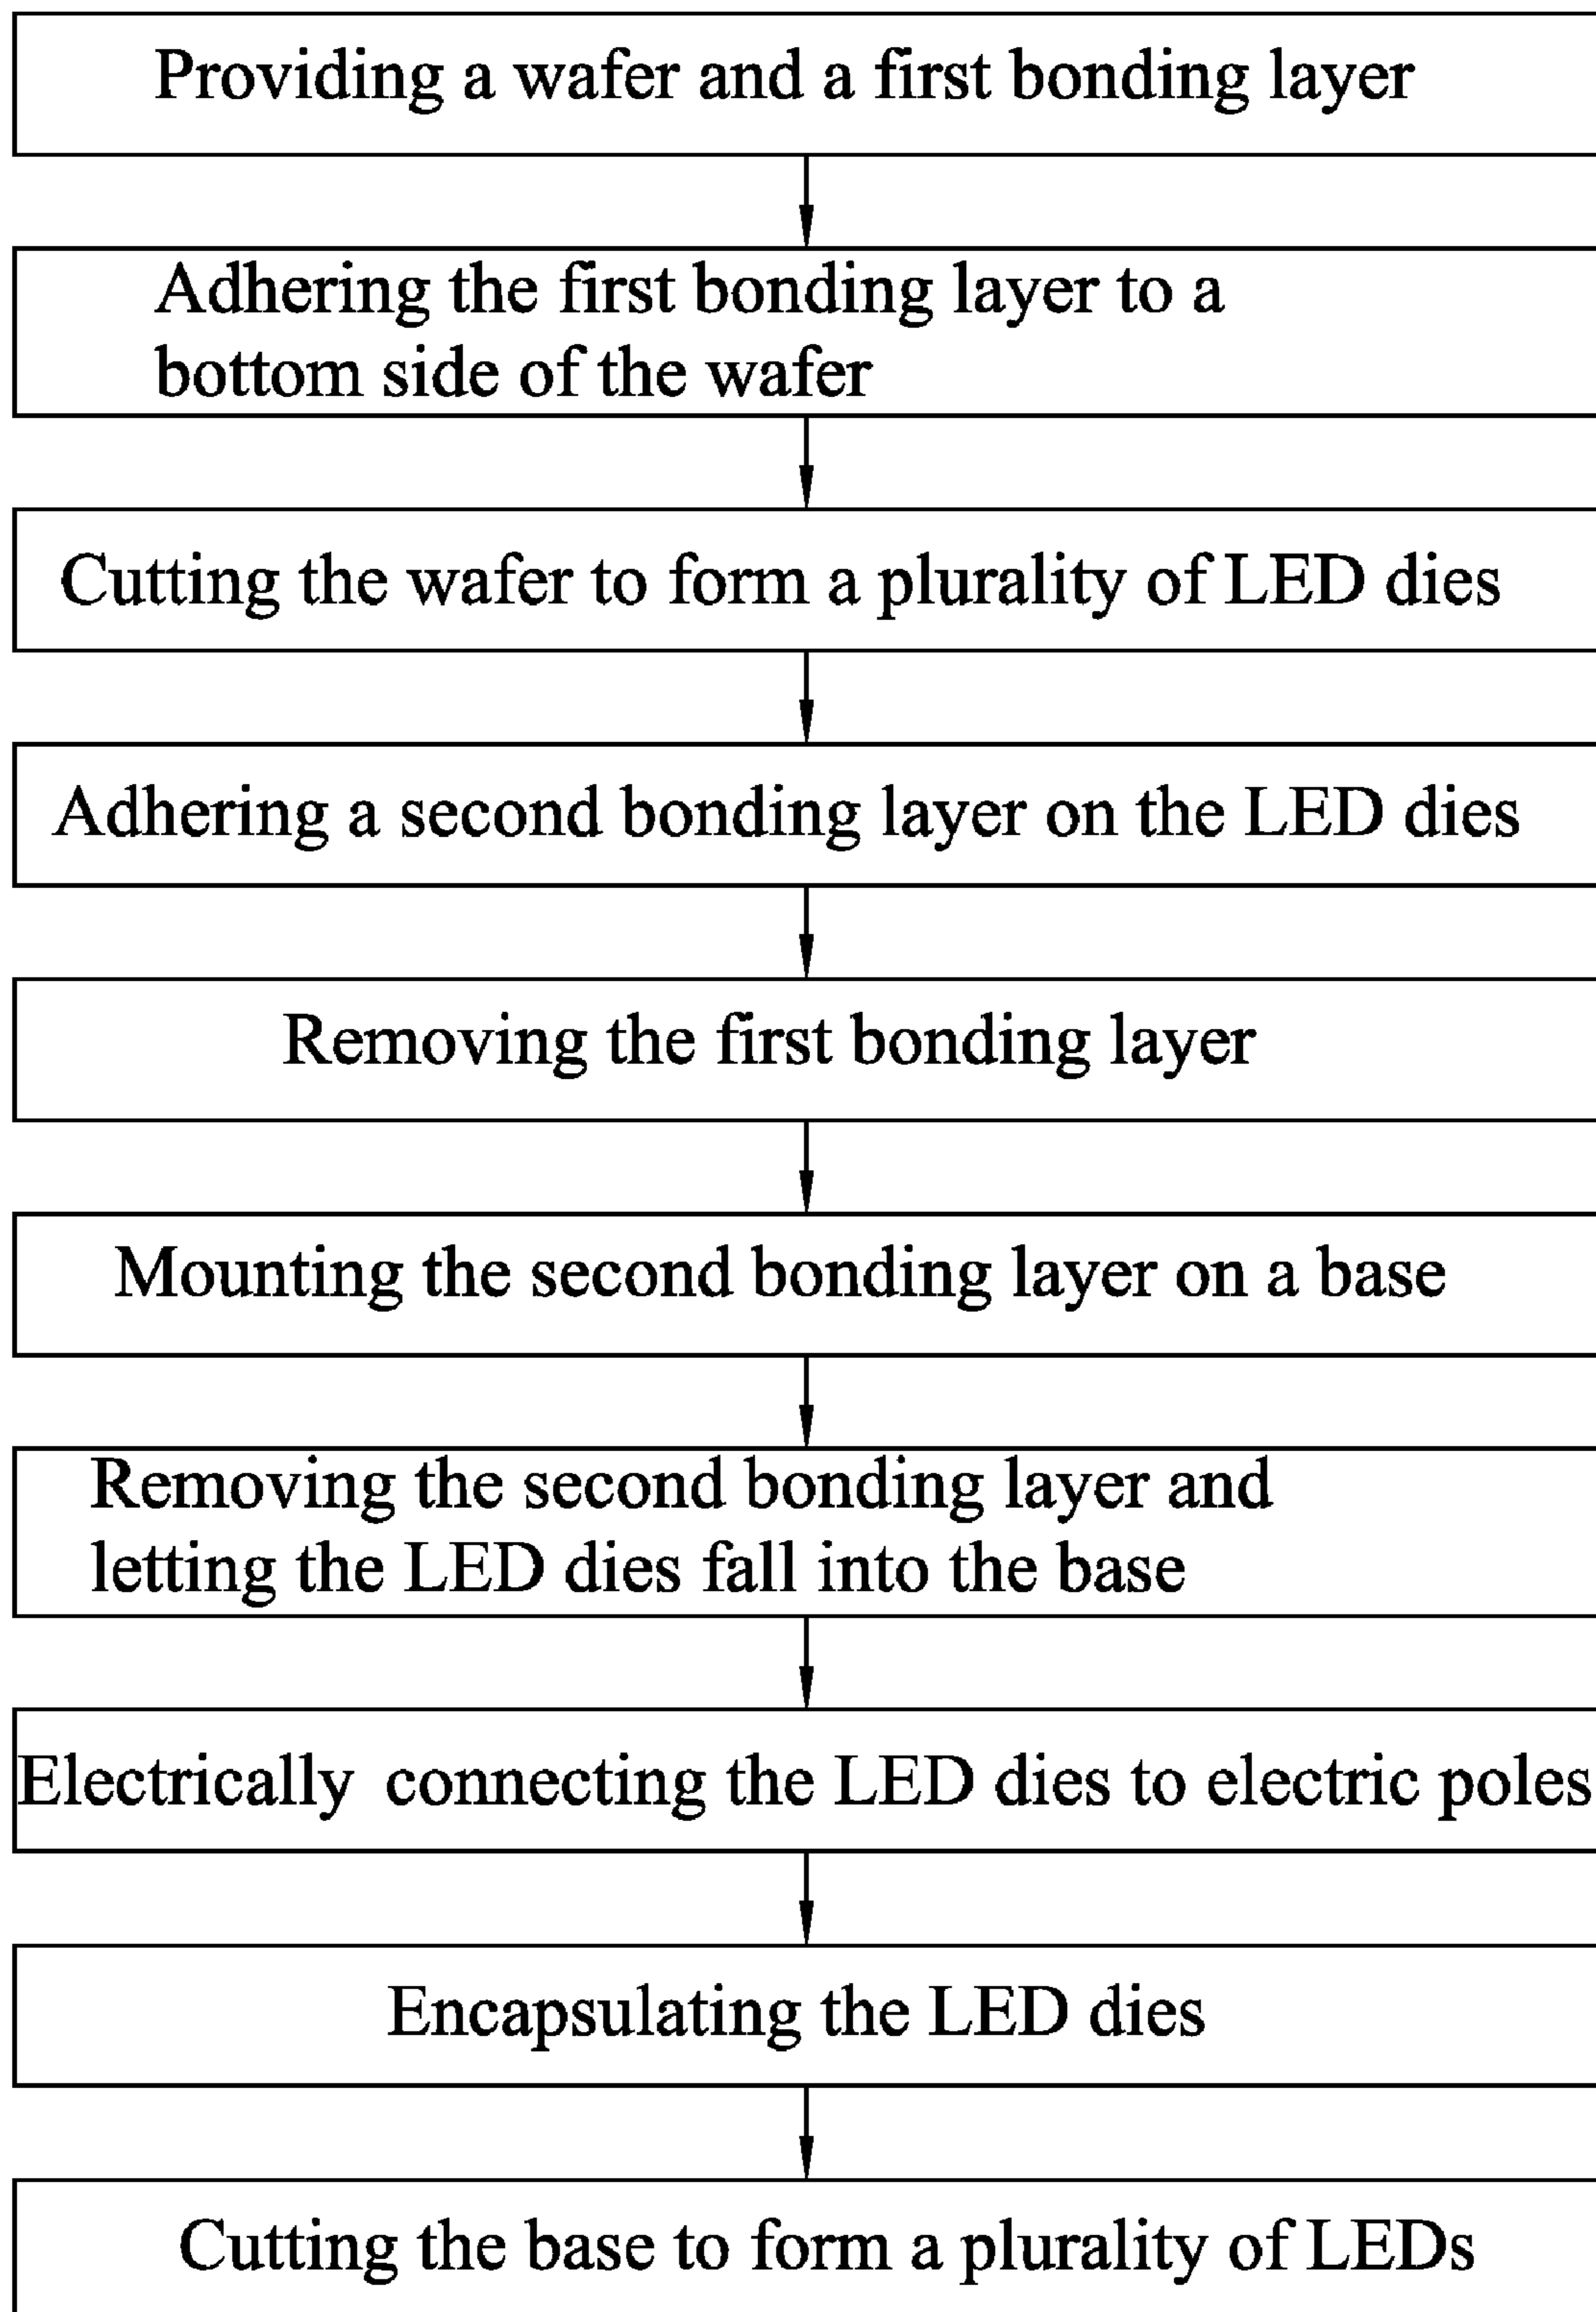 Providing a wafer and a first bonding layer
Adhering the first bonding layer to a
bottom side of the wafer
Cutting the wafer to form a plurality of LED dies
Adhering a second bonding layer on the LED dies
Removing the first bonding layer
Mounting the second bonding layer on a base
Removing the second bonding layer and
letting the LED dies fall into the base
Electrically connecting the LED dies to electric poles
Encapsulating the LED dies
Cutting the base to form a plurality of LEDs